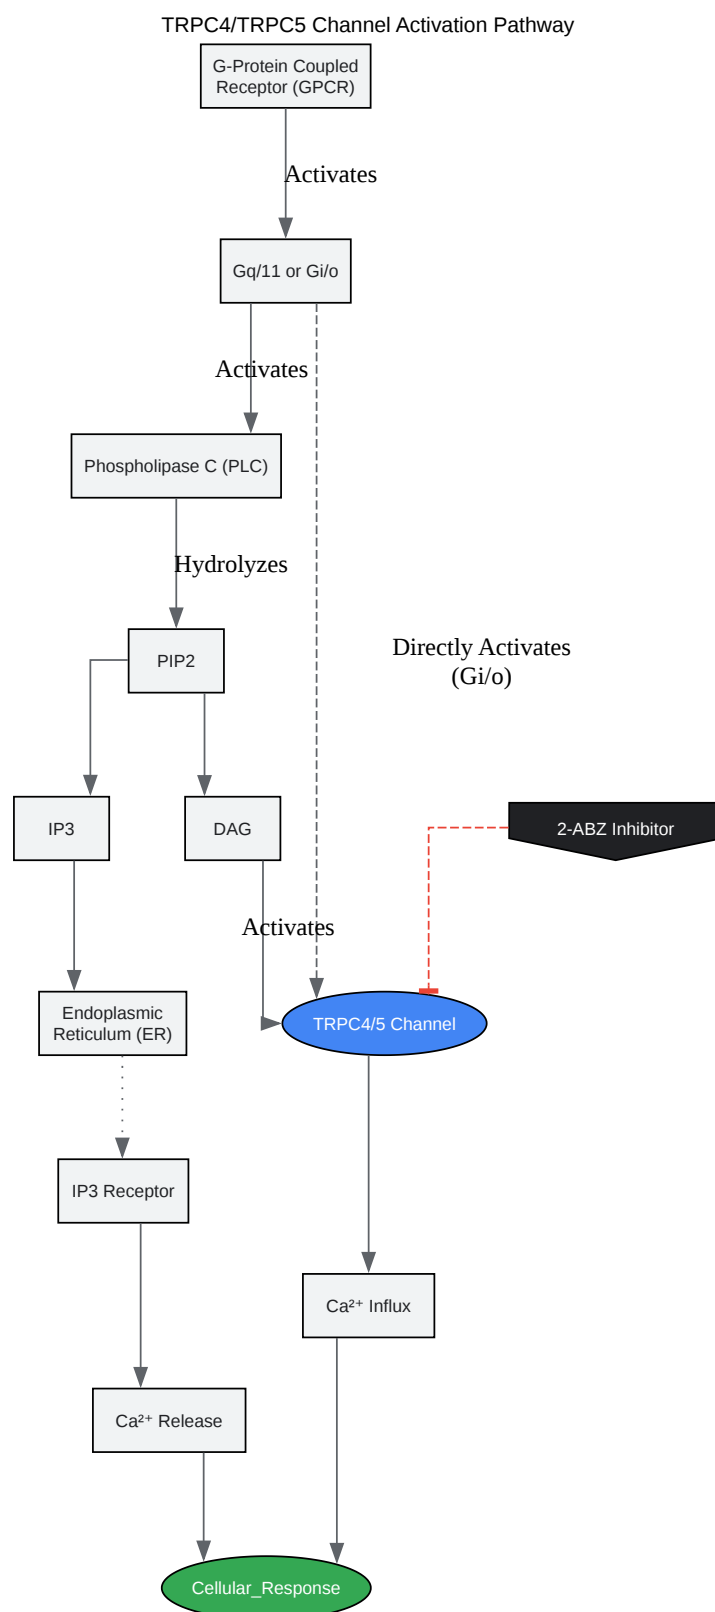 TRPC4/TRPC5 Channel Activation Pathway
G-Protein Coupled
Receptor (GPCR)
Activates
Gq/11 or Gi/o
Activates
Phospholipase C (PLC)
Hydrolyzes
Directly Activates
(Gi/o)
PIP2
IP3
DAG
2-ABZ Inhibitor
Activates
Endoplasmic
Reticulum (ER)
TRPC4/5 Channel
IP3 Receptor
Ca²⁺ Influx
Ca²⁺ Release
Cellular_Response